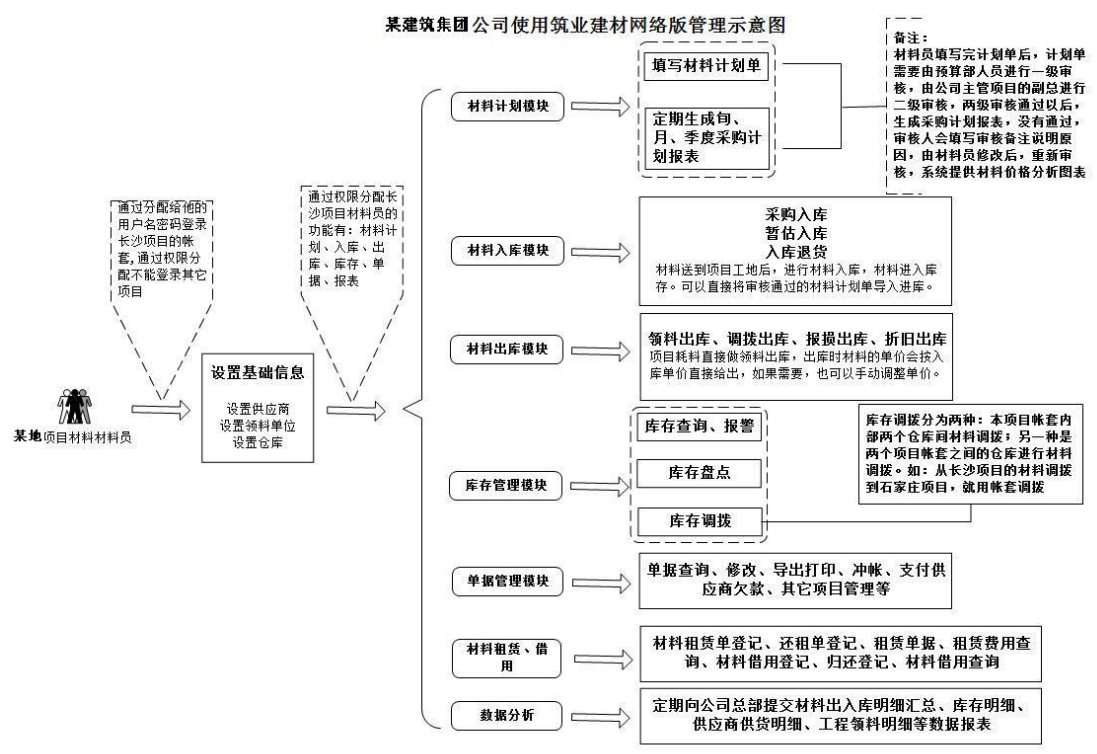 某建筑集团公司使用筑业建材网络版管理示意图
备注：
材料员填写完计划单后，计划单
需要由预算部人员进行一级审
核，由公司主管项目的副总进行
二级审核，两级审核通过以后，
生成采购计划报表，没有通过，
审核人会填写审核备注说明原
因，由材料员修改后，重新审
核，系统提供材料价格分析图表
填写材料计划单
材料计划模块
定期生成旬、
月、季度采购计
划报表
通过分配给他的
用户名密码登录
长沙项目的帐
套,通过权限分
配不能登录其它
项目
通过权限分配长
沙项目材料员的
功能有：材料计
划、入库、出
库、库存、单
据、报表
材料入库模块
采购入库
暂估入库
入库退货
材料送到项目工地后，进行材料入库，材料进入库
存。可以直接将审核通过的材料计划单导入进库。
材料出库模块
领料出库、调拨出库、报损出库、折旧出库
项目耗料直接做领料出库，出库时材料的单价会按入
库单价直接给出，如果需要，也可以手动调整单价。
设置基础信息
设置供应商
设置领料单位
设置仓库
某地项目材料材料员
库存管理模块
库存查询、报警
库存盘点
库存调拨
库存调拨分为两种：本项目帐套内
部两个仓库间材料调拨；另一种是
两个项目帐套之间的仓库进行材料
调拨。如：从长沙项目的材料调拨
到石家庄项目，就用帐套调拨
单据管理模块
单据查询、修改、导出打印、冲帐、支付供
应商欠款、其它项目管理等
材料租赁、借
用
材料租赁单登记、还租单登记、租赁单据、租赁费用查
询、材料借用登记、归还登记、材料借用查询
数据分析
定期向公司总部提交材料出入库明细汇总、库存明细、
供应商供货明细、工程领料明细等数据报表